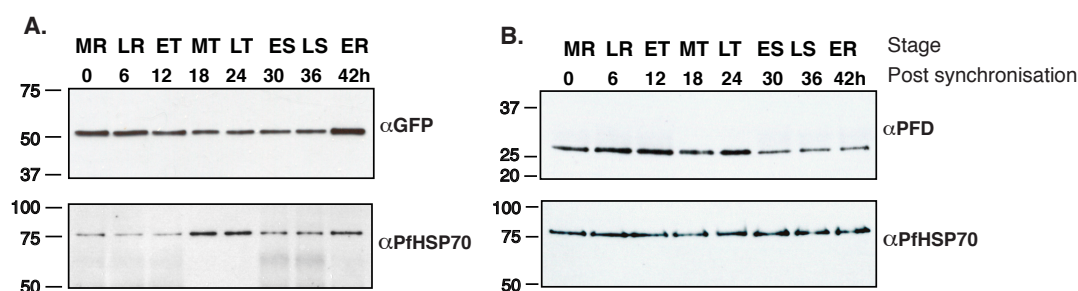 A.
MR LR ET MT LT ES LS ER
0 6 12 18 24 30 36 42h
75
50
37
αGFP
100
75
50
αPfHSP70
B.
MR LR ET MT LT ES LS ER Stage
0 6 12 18 24 30 36 42h Post synchronisation
37
25
20
αPFD
100
75
50
αPfHSP70